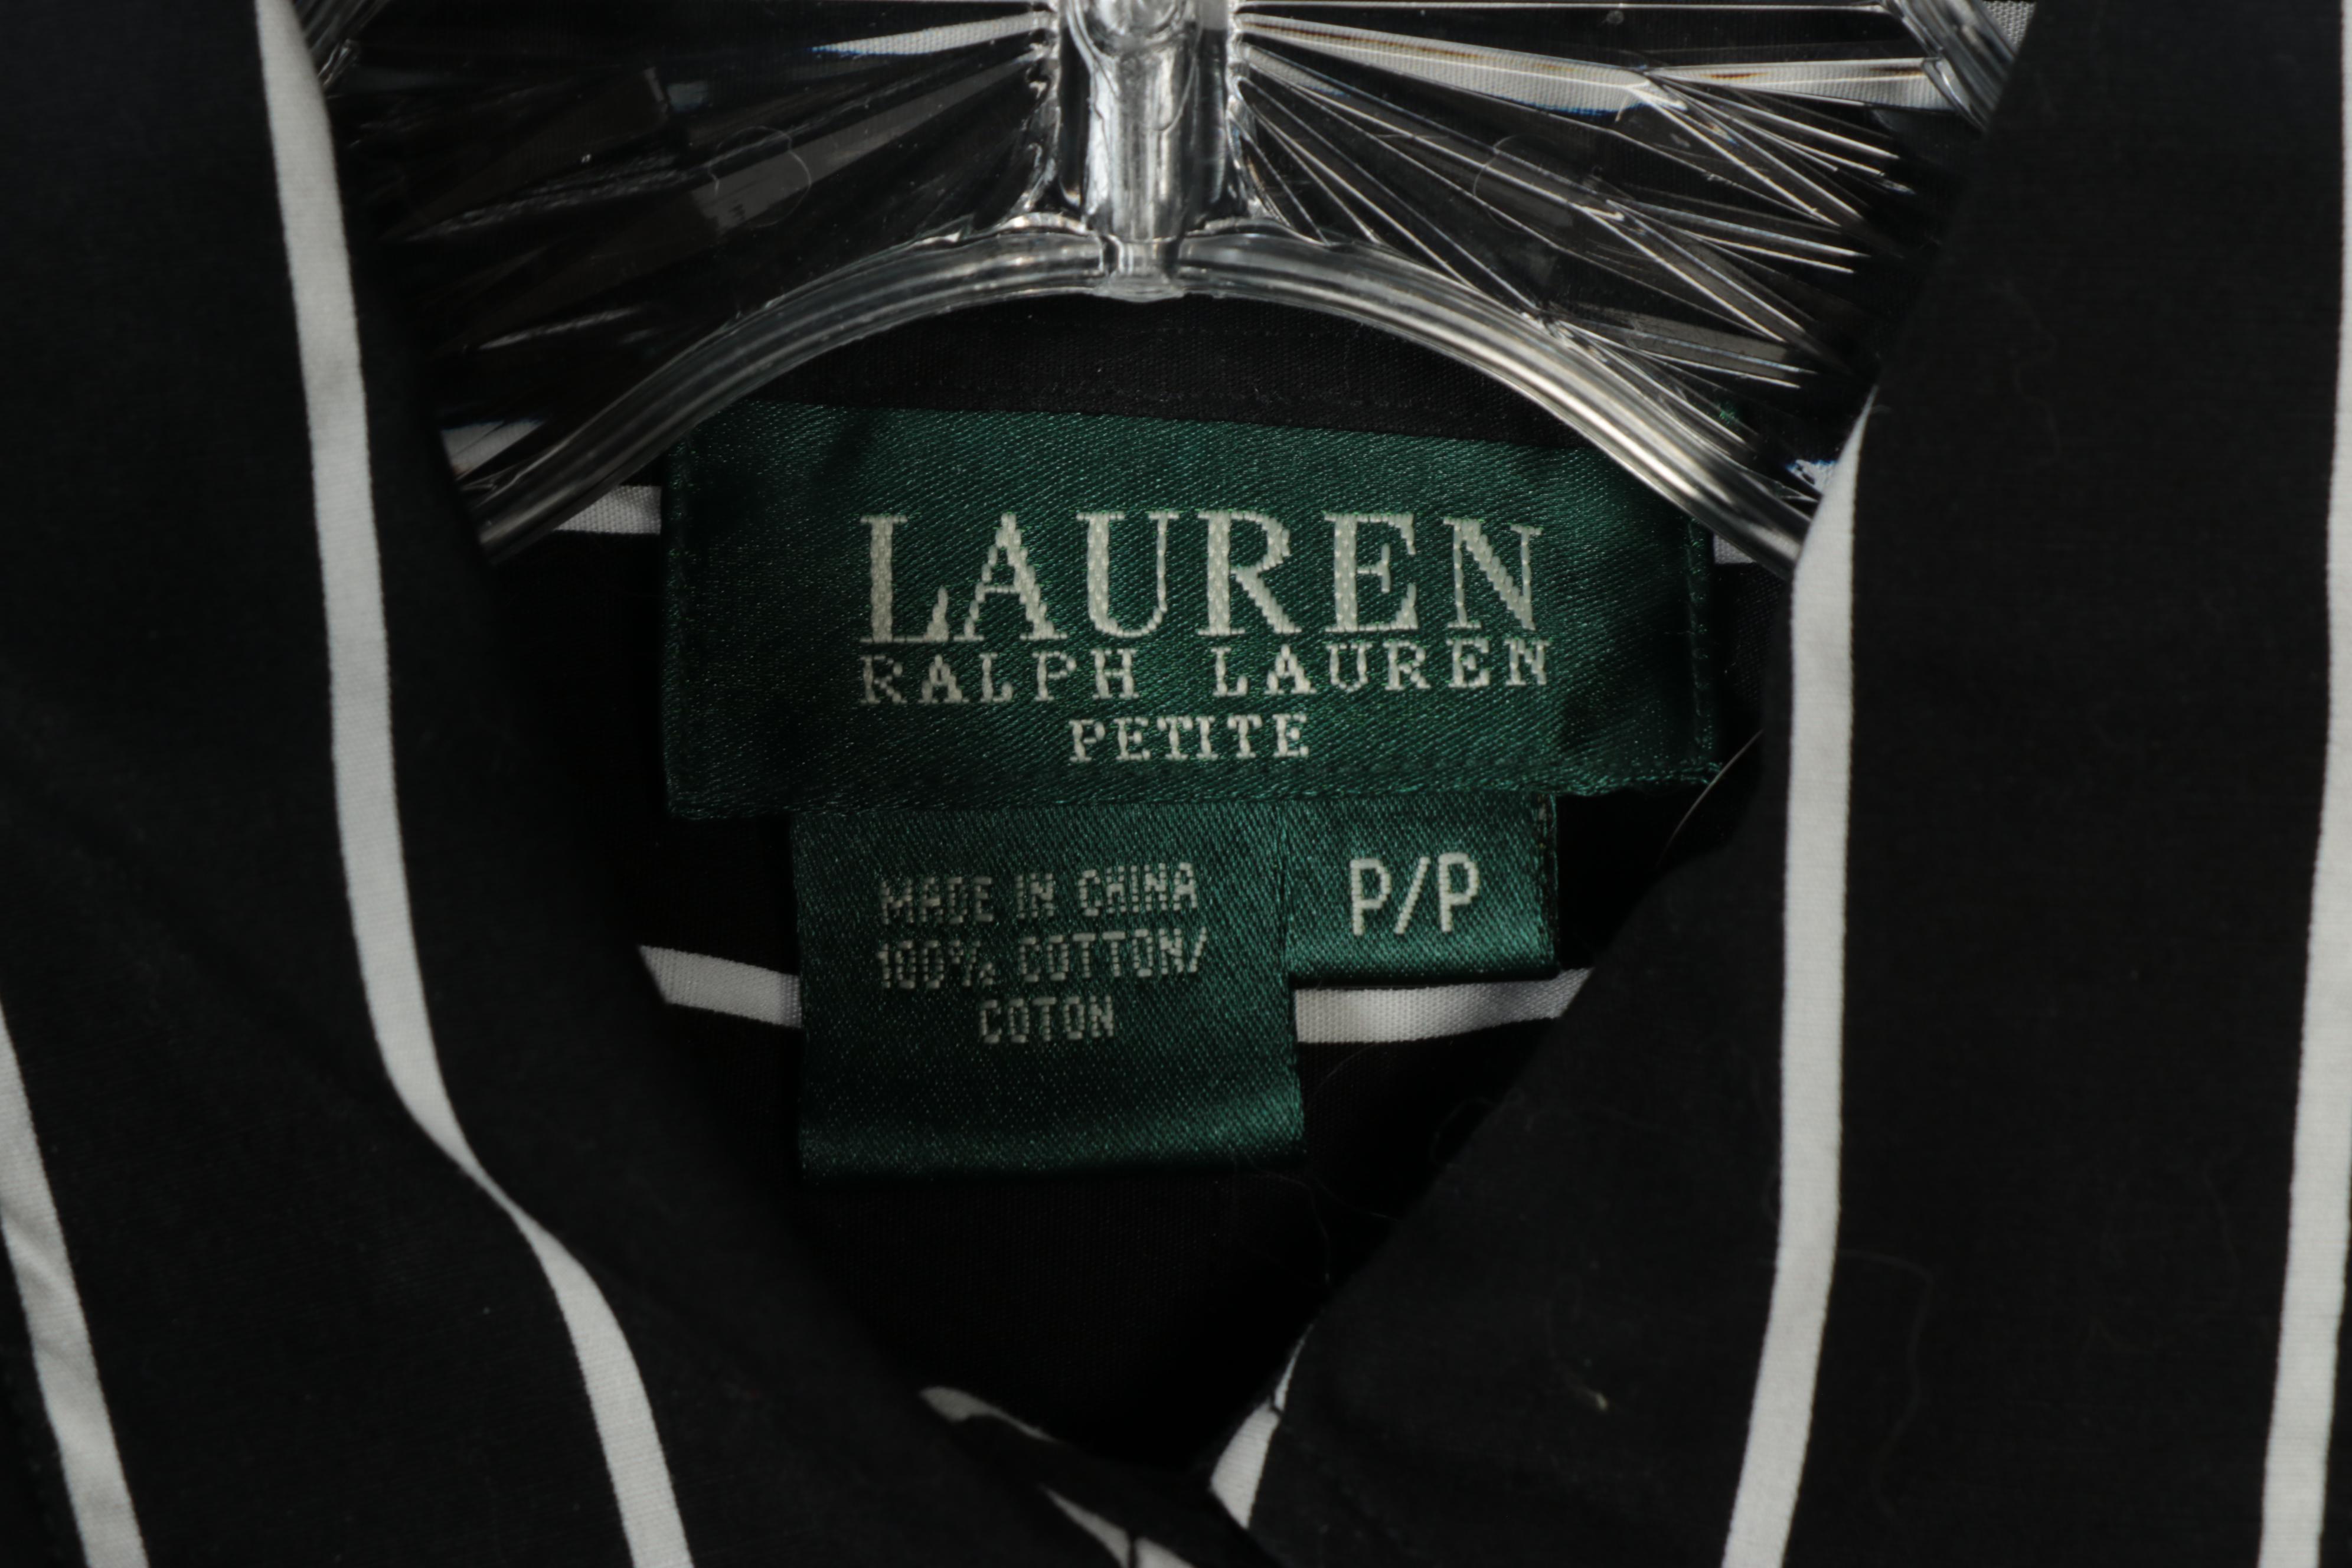 LAUREN
RALPH LAUREN
PETITE
MADE IN CHINA
100% COTTON/
COTON
P/P